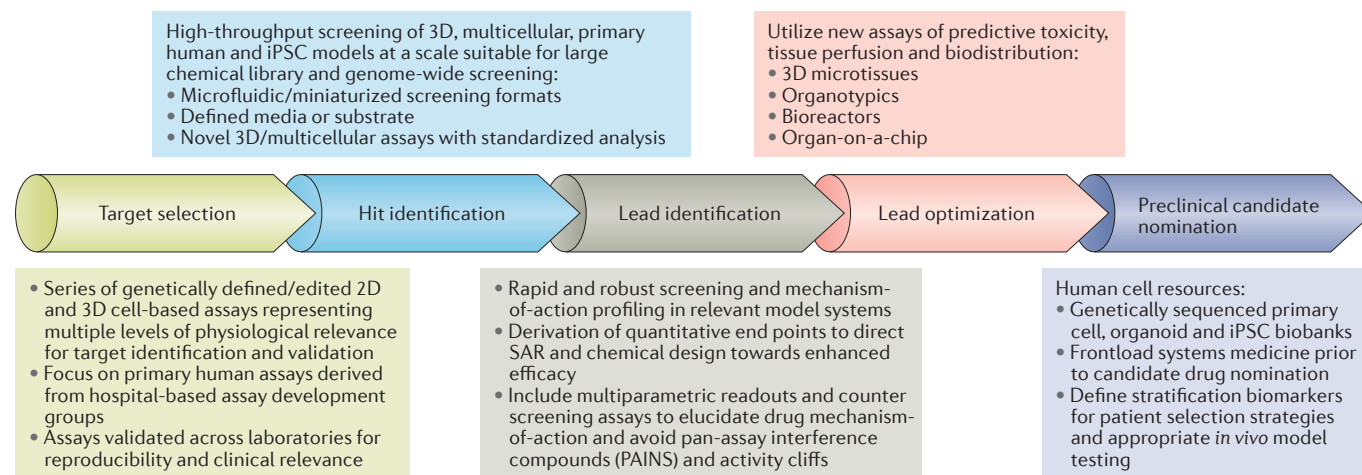 High-throughput screening of 3D, multicellular, primary
human and iPSC models at a scale suitable for large
chemical library and genome-wide screening:
• Microfluidic/miniaturized screening formats
• Defined media or substrate
• Novel 3D/multicellular assays with standardized analysis
Utilize new assays of predictive toxicity,
tissue perfusion and biodistribution:
• 3D microtissues
• Organotypics
• Bioreactors
• Organ-on-a-chip
Target selection
Hit identification
Lead identification
Lead optimization
Preclinical candidate
nomination
• Series of genetically defined/edited 2D
and 3D cell-based assays representing
multiple levels of physiological relevance
for target identification and validation
• Focus on primary human assays derived
from hospital-based assay development
groups
• Assays validated across laboratories for
reproducibility and clinical relevance
• Rapid and robust screening and mechanism-
of-action profiling in relevant model systems
• Derivation of quantitative end points to direct
SAR and chemical design towards enhanced
efficacy
• Include multiparametric readouts and counter
screening assays to elucidate drug mechanism-
of-action and avoid pan-assay interference
compounds (PAINS) and activity cliffs
Human cell resources:
• Genetically sequenced primary
cell, organoid and iPSC biobanks
• Frontload systems medicine prior
to candidate drug nomination
• Define stratification biomarkers
for patient selection strategies
and appropriate in vivo model
testing